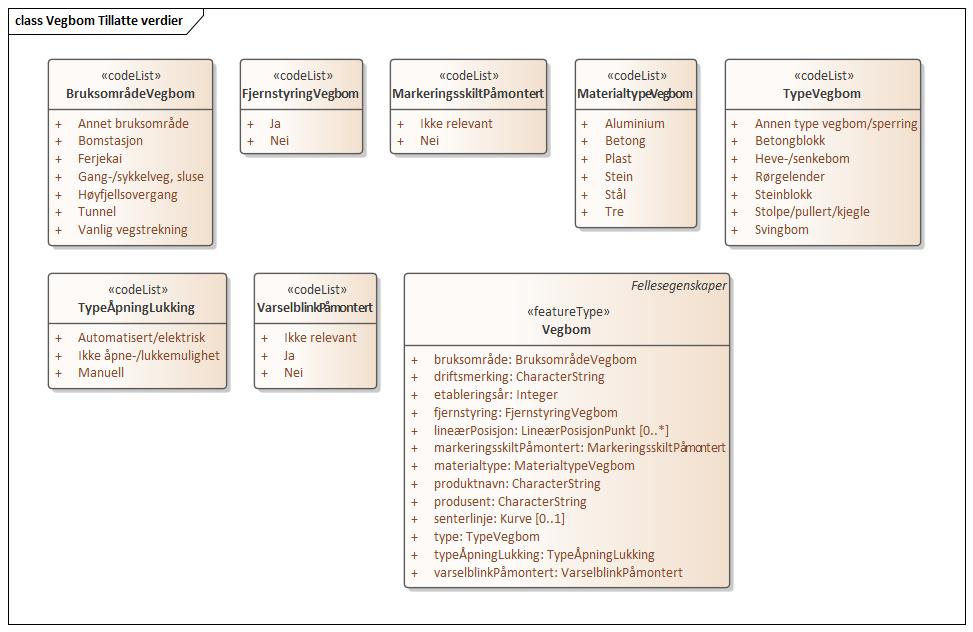 class Vegbom Tillatte verdier
«codeList»
BruksområdeVegbom
+ Annet bruksområde
+ Bomstasjon
+ Ferjekai
+ Gang-/sykkelveg, sluse
+ Høyfjellsovergang
+ Tunnel
+ Vanlig vegstrekning
«codeList»
FjernstyringVegbom
+ Ja
+ Nei
«codeList»
MarkeringsskiltPåmontert
+ Ikke relevant
+ Nei
«codeList»
MaterialtypeVegbom
+ Aluminium
+ Betong
+ Plast
+ Stein
+ Stål
+ Tre
«codeList»
TypeVegbom
+ Annen type vegbom/sperring
+ Betongblokk
+ Heve-/senkebom
+ Rørgelender
+ Steinblokk
+ Stolpe/pullert/kjegle
+ Svingbom
«codeList»
TypeÅpningLukking
+ Automatisert/elektrisk
+ Ikke åpne-/lukkemulighet
+ Manuell
«codeList»
VarselblinkPåmontert
+ Ikke relevant
+ Ja
+ Nei
Fellesegenskaper
«featureType»
Vegbom
+ bruksområde: BruksområdeVegbom
+ driftsmerking: CharacterString
+ etableringsår: Integer
+ fjernstyring: FjernstyringVegbom
+ lineærPosisjon: LineærPosisjonPunkt [0..*]
+ markeringsskiltPåmontert: MarkeringsskiltPåmontert
+ materialtype: MaterialtypeVegbom
+ produktnavn: CharacterString
+ produsent: CharacterString
+ senterlinje: Kurve [0..1]
+ type: TypeVegbom
+ typeÅpningLukking: TypeÅpningLukking
+ varselblinkPåmontert: VarselblinkPåmontert